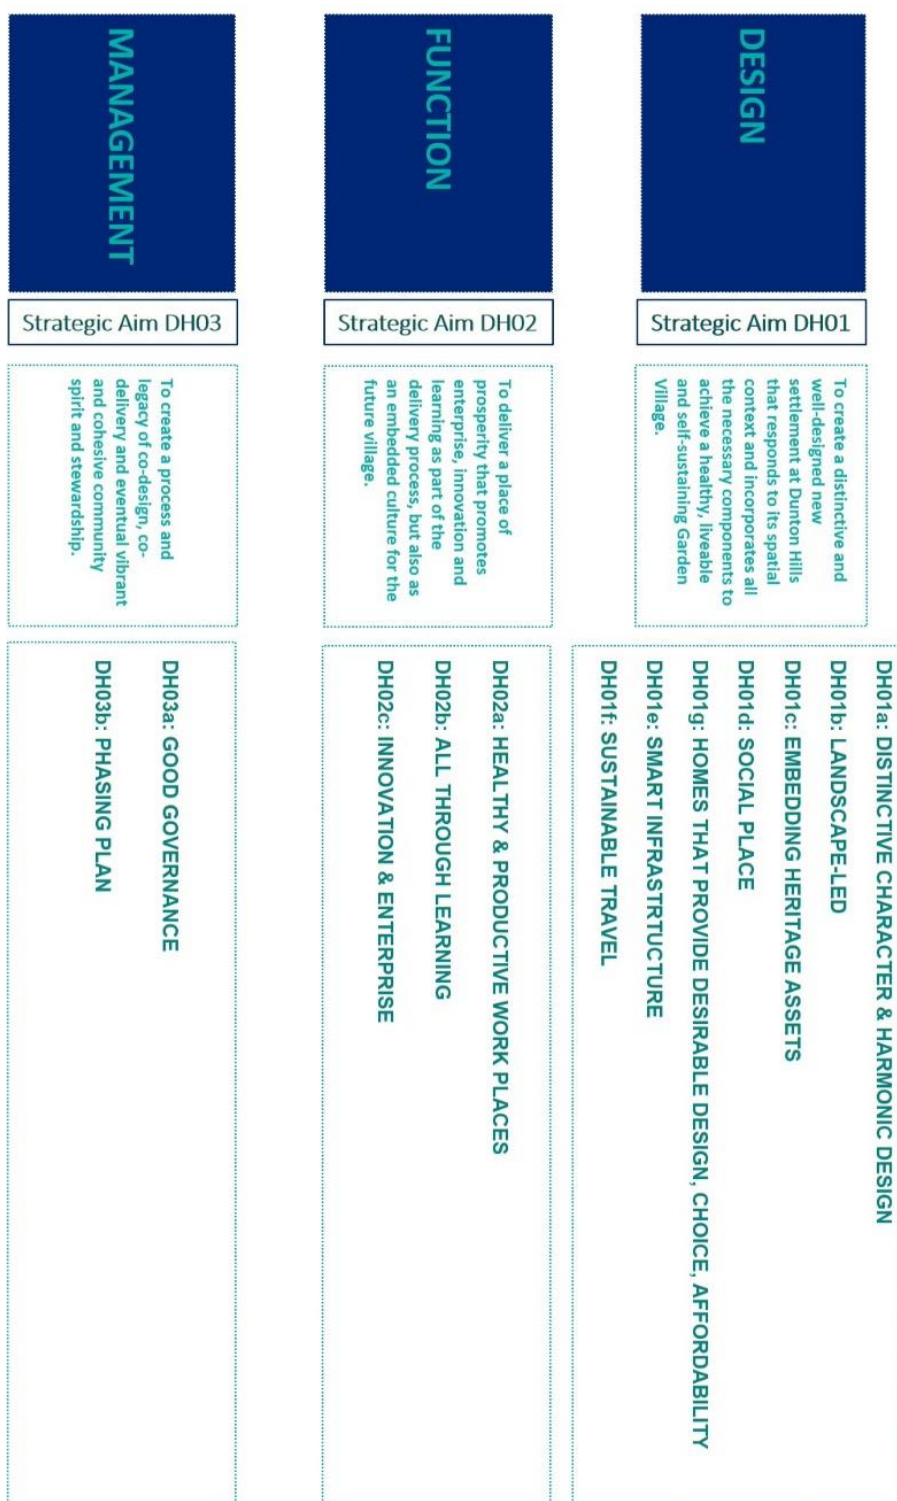 DESIGN
Strategic Aim DH01
To create a distinctive and
well-designed new
settlement at Dunton Hills
that responds to its spatial
context and incorporates all
the necessary components to
achieve a healthy, liveable
and self-sustaining Garden
Village.
DH01a: DISTINCTIVE CHARACTER & HARMONIC DESIGN
DH01b: LANDSCAPE-LED
DH01c: EMBEDDING HERITAGE ASSETS
DH01d: SOCIAL PLACE
DH01g: HOMES THAT PROVIDE DESIRABLE DESIGN, CHOICE, AFFORDABILITY
DH01e: SMART INFRASTRTUCTURE
DH01f: SUSTAINABLE TRAVEL
FUNCTION
Strategic Aim DH02
To deliver a place of
prosperity that promotes
enterprise, innovation and
learning as part of the
delivery process, but also as
an embedded culture for the
future village.
DH02a: HEALTHY & PRODUCTIVE WORK PLACES
DH02b: ALL THROUGH LEARNING
DH02c: INNOVATION & ENTERPRISE
MANAGEMENT
Strategic Aim DH03
To create a process and
legacy of co-design, co-
delivery and eventual vibrant
and cohesive community
spirit and stewardship.
DH03a: GOOD GOVERNANCE
DH03b: PHASING PLAN